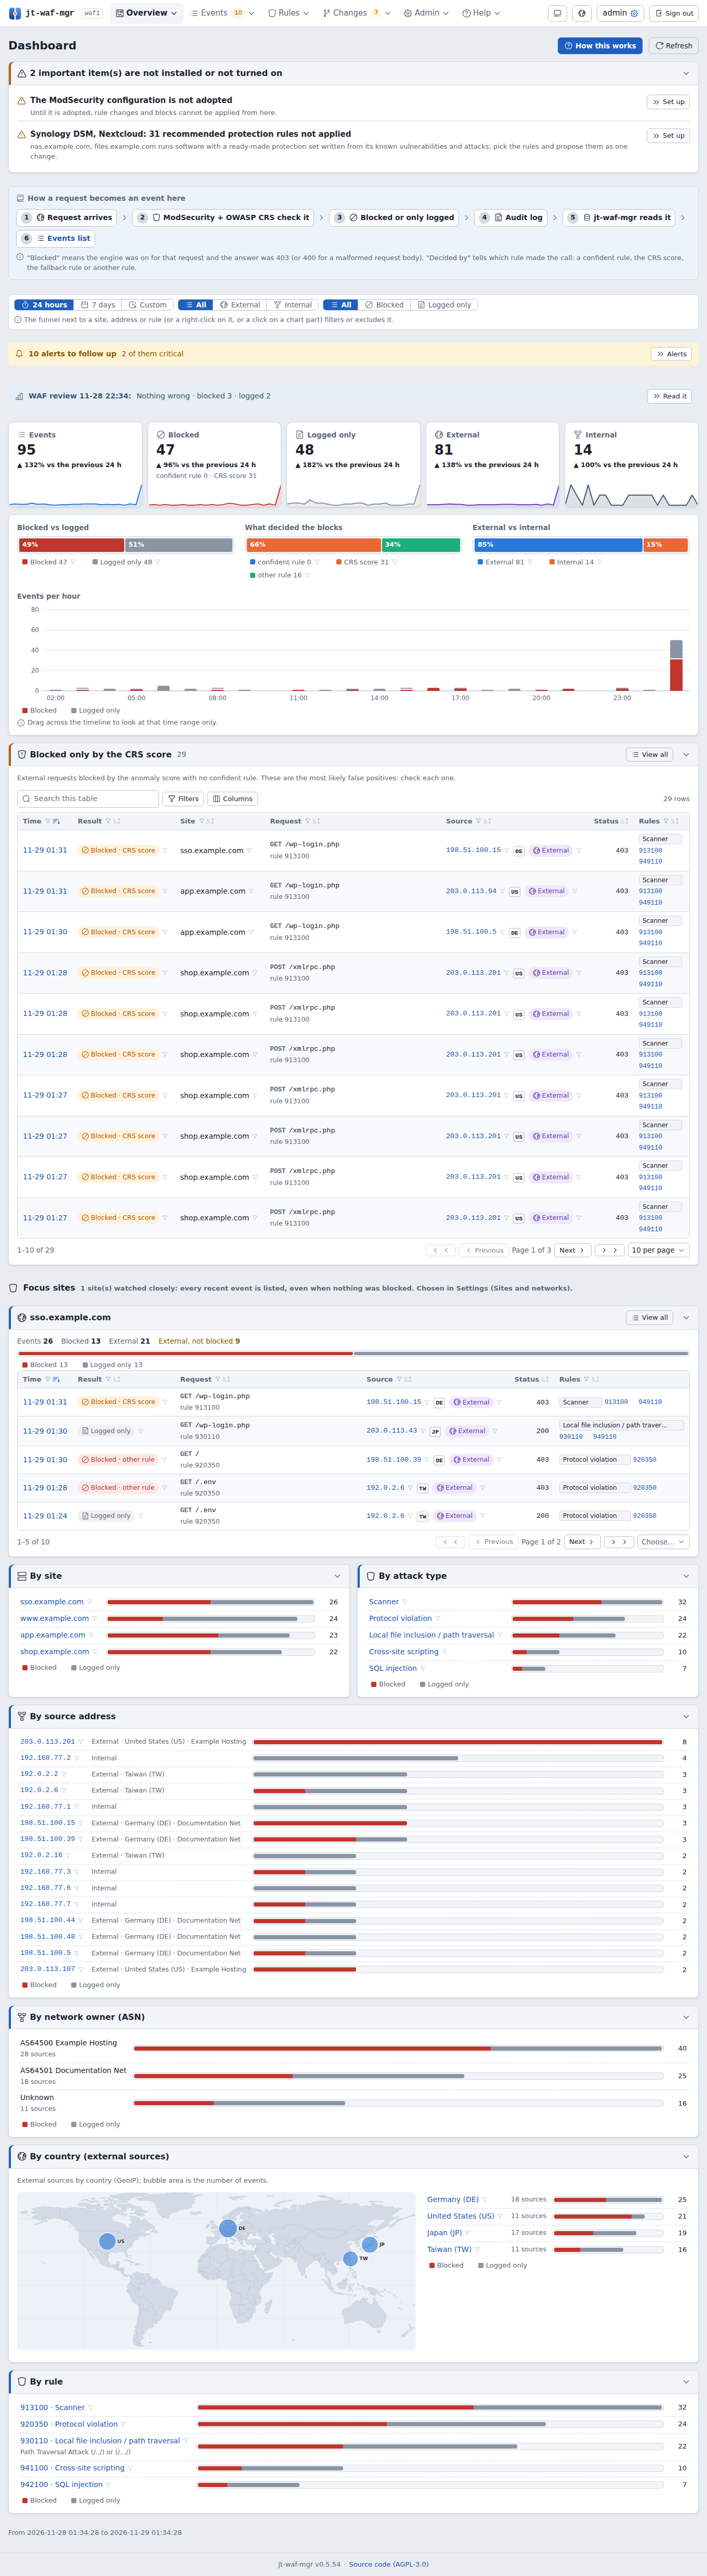 jt-waf-mgr waf1 Overview Events 10 Rules Changes 7 Admin Help admin Sign out
Dashboard How this works Refresh
2 important item(s) are not installed or not turned on
The ModSecurity configuration is not adopted Set up
Until it is adopted, rule changes and blocks cannot be applied from here.
Synology DSM, Nextcloud: 31 recommended protection rules not applied Set up
nas.example.com, files.example.com runs software with a ready-made protection set written from its known vulnerabilities and attacks; pick the rules and propose them as one
change.
How a request becomes an event here
1 Request arrives 2 ModSecurity + OWASP CRS check it 3 Blocked or only logged 4 Audit log 5 jt-waf-mgr reads it
6 Events list
"Blocked" means the engine was on for that request and the answer was 403 (or 400 for a malformed request body). "Decided by" tells which rule made the call: a confident rule, the CRS score,
the fallback rule or another rule.
24 hours 7 days Custom All External Internal All Blocked Logged only
The funnel next to a site, address or rule (or a right-click on it, or a click on a chart part) filters or excludes it.
10 alerts to follow up 2 of them critical Alerts
WAF review 11-28 22:34: Nothing wrong · blocked 3 · logged 2 Read it
Events Blocked Logged only External Internal
95 47 48 81 14
▲ 132% vs the previous 24 h ▲ 96% vs the previous 24 h ▲ 182% vs the previous 24 h ▲ 138% vs the previous 24 h ▲ 100% vs the previous 24 h
confident rule 0 · CRS score 31
Blocked vs logged What decided the blocks External vs internal
49% 51% 66% 34% 85% 15%
Blocked 47 Logged only 48 confident rule 0 CRS score 31 External 81 Internal 14
other rule 16
Events per hour
80
60
40
20
0
02:00 05:00 08:00 11:00 14:00 17:00 20:00 23:00
Blocked Logged only
Drag across the timeline to look at that time range only.
Blocked only by the CRS score 29 View all
External requests blocked by the anomaly score with no confident rule. These are the most likely false positives: check each one.
Search this table Filters Columns 29 rows
Time Result Site Request Source Status Rules
11-29 01:31 Blocked · CRS score sso.example.com GET /wp-login.php rule 913100 198.51.100.15 DE External 403 Scanner 913100 949110
11-29 01:31 Blocked · CRS score app.example.com GET /wp-login.php rule 913100 203.0.113.94 US External 403 Scanner 913100 949110
11-29 01:30 Blocked · CRS score app.example.com GET /wp-login.php rule 913100 198.51.100.5 DE External 403 Scanner 913100 949110
11-29 01:28 Blocked · CRS score shop.example.com POST /xmlrpc.php rule 913100 203.0.113.201 US External 403 Scanner 913100 949110
11-29 01:28 Blocked · CRS score shop.example.com POST /xmlrpc.php rule 913100 203.0.113.201 US External 403 Scanner 913100 949110
11-29 01:28 Blocked · CRS score shop.example.com POST /xmlrpc.php rule 913100 203.0.113.201 US External 403 Scanner 913100 949110
11-29 01:27 Blocked · CRS score shop.example.com POST /xmlrpc.php rule 913100 203.0.113.201 US External 403 Scanner 913100 949110
11-29 01:27 Blocked · CRS score shop.example.com POST /xmlrpc.php rule 913100 203.0.113.201 US External 403 Scanner 913100 949110
11-29 01:27 Blocked · CRS score shop.example.com POST /xmlrpc.php rule 913100 203.0.113.201 US External 403 Scanner 913100 949110
11-29 01:27 Blocked · CRS score shop.example.com POST /xmlrpc.php rule 913100 203.0.113.201 US External 403 Scanner 913100 949110
1–10 of 29 Previous Page 1 of 3 Next 10 per page
Focus sites 1 site(s) watched closely: every recent event is listed, even when nothing was blocked. Chosen in Settings (Sites and networks).
sso.example.com View all
Events 26 Blocked 13 External 21 External, not blocked 9
Blocked 13 Logged only 13
Time Result Request Source Status Rules
11-29 01:31 Blocked · CRS score GET /wp-login.php rule 913100 198.51.100.15 DE External 403 Scanner 913100 949110
11-29 01:30 Logged only GET /wp-login.php rule 930110 203.0.113.43 JP External 200 Local file inclusion / path traver… 930110 949110
11-29 01:30 Blocked · other rule GET / rule 920350 198.51.100.39 DE External 403 Protocol violation 920350
11-29 01:28 Blocked · other rule GET /.env rule 920350 192.0.2.6 TW External 403 Protocol violation 920350
11-29 01:24 Logged only GET /.env rule 920350 192.0.2.6 TW External 200 Protocol violation 920350
1–5 of 10 Previous Page 1 of 2 Next Choose...
By site
sso.example.com 26
www.example.com 24
app.example.com 23
shop.example.com 22
Blocked Logged only
By attack type
Scanner 32
Protocol violation 24
Local file inclusion / path traversal 22
Cross-site scripting 10
SQL injection 7
Blocked Logged only
By source address
203.0.113.201 External · United States (US) · Example Hosting 8
192.168.77.2 Internal 4
192.0.2.2 External · Taiwan (TW) 3
192.0.2.6 External · Taiwan (TW) 3
192.168.77.1 Internal 3
198.51.100.15 External · Germany (DE) · Documentation Net 3
198.51.100.39 External · Germany (DE) · Documentation Net 3
192.0.2.16 External · Taiwan (TW) 2
192.168.77.3 Internal 2
192.168.77.6 Internal 2
192.168.77.7 Internal 2
198.51.100.44 External · Germany (DE) · Documentation Net 2
198.51.100.48 External · Germany (DE) · Documentation Net 2
198.51.100.5 External · Germany (DE) · Documentation Net 2
203.0.113.107 External · United States (US) · Example Hosting 2
Blocked Logged only
By network owner (ASN)
AS64500 Example Hosting 40
28 sources
AS64501 Documentation Net 25
18 sources
Unknown 16
11 sources
Blocked Logged only
By country (external sources)
External sources by country (GeoIP); bubble area is the number of events.
US DE JP TW
Germany (DE) 18 sources 25
United States (US) 11 sources 21
Japan (JP) 17 sources 19
Taiwan (TW) 11 sources 16
Blocked Logged only
By rule
913100 · Scanner 32
920350 · Protocol violation 24
930110 · Local file inclusion / path traversal 22
Path Traversal Attack (/../) or (/.../)
941100 · Cross-site scripting 10
942100 · SQL injection 7
Blocked Logged only
From 2026-11-28 01:34:28 to 2026-11-29 01:34:28
jt-waf-mgr v0.5.54 · Source code (AGPL-3.0)